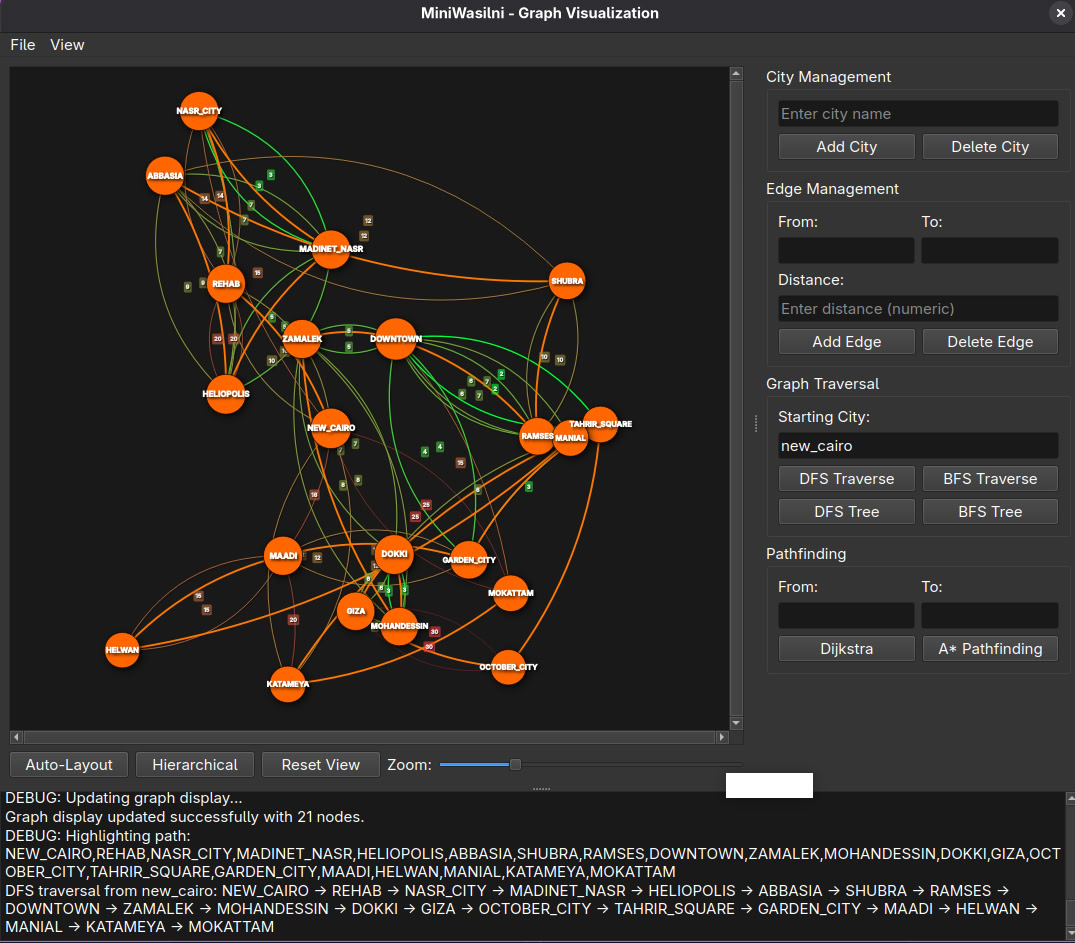 MiniWasilni - Graph Visualization
File View
NASR_CITY
ABBASIA
MADINET_NASR
REHAB
SHUBRA
ZAMALEK
DOWNTOWN
HELIOPOLIS
NEW_CAIRO
RAMSES
MANIAL
TAHRIR_SQUARE
MAADI
DOKKI
GARDEN_CITY
MOKATTAM
GIZA
MOHANDESSIN
HELWAN
OCTOBER_CITY
KATAMEYA
3
3
14
14
7
7
12
12
7
15
9
9
20
20
5
5
10
6
7
2
2
6
7
10
10
4
4
15
7
8
8
18
25
25
3
12
15
15
20
6
3
3
30
30
City Management
Enter city name
Add City
Delete City
Edge Management
From:
To:
Distance:
Enter distance (numeric)
Add Edge
Delete Edge
Graph Traversal
Starting City:
new_cairo
DFS Traverse
BFS Traverse
DFS Tree
BFS Tree
Pathfinding
From:
To:
Dijkstra
A* Pathfinding
Auto-Layout
Hierarchical
Reset View
Zoom:
DEBUG: Updating graph display...
Graph display updated successfully with 21 nodes.
DEBUG: Highlighting path:
NEW_CAIRO,REHAB,NASR_CITY,MADINET_NASR,HELIOPOLIS,ABBASIA,SHUBRA,RAMSES,DOWNTOWN,ZAMALEK,MOHANDESSIN,DOKKI,GIZA,OCT
OBER_CITY,TAHRIR_SQUARE,GARDEN_CITY,MAADI,HELWAN,MANIAL,KATAMEYA,MOKATTAM
DFS traversal from new_cairo: NEW_CAIRO → REHAB → NASR_CITY → MADINET_NASR → HELIOPOLIS → ABBASIA → SHUBRA → RAMSES →
DOWNTOWN → ZAMALEK → MOHANDESSIN → DOKKI → GIZA → OCTOBER_CITY → TAHRIR_SQUARE → GARDEN_CITY → MAADI → HELWAN →
MANIAL → KATAMEYA → MOKATTAM